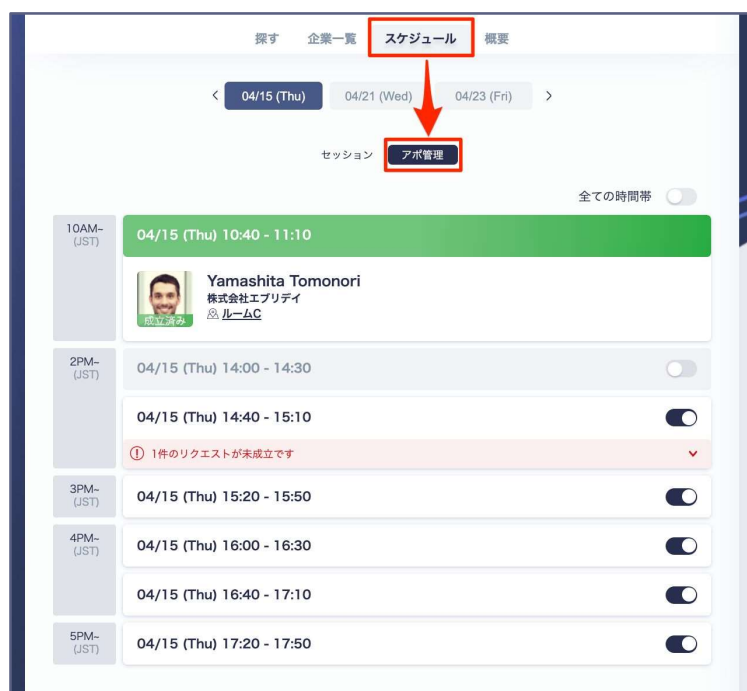 探す 企業一覧 スケジュール 概要
04/15 (Thu) 04/21 (Wed) 04/23 (Fri)
セッション アポ管理
全ての時間帯
10AM~
(JST)
04/15 (Thu) 10:40 - 11:10
Yamashita Tomonori
株式会社エブリデイ
ルームC
成立済み
2PM~
(JST)
04/15 (Thu) 14:00 - 14:30
04/15 (Thu) 14:40 - 15:10
1件のリクエストが未成立です
3PM~
(JST)
04/15 (Thu) 15:20 - 15:50
4PM~
(JST)
04/15 (Thu) 16:00 - 16:30
04/15 (Thu) 16:40 - 17:10
5PM~
(JST)
04/15 (Thu) 17:20 - 17:50